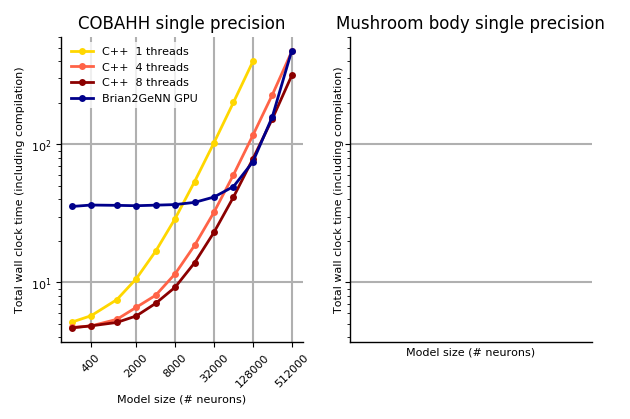 COBAHH single precision
Mushroom body single precision
C++  1 threads
C++  4 threads
C++  8 threads
Brian2GeNN GPU
Total wall clock time (including compilation)
10²
10¹
400
2000
8000
32000
128000
512000
Model size (# neurons)
Total wall clock time (including compilation)
10²
10¹
Model size (# neurons)